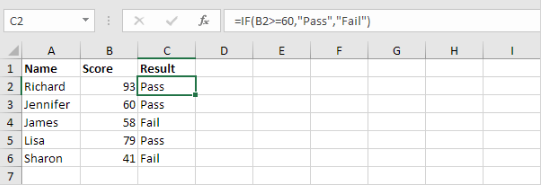 C2 fx =IF(B2>=60,"Pass","Fail")
A B C D E F G H I
1 Name Score Result
2 Richard 93 Pass
3 Jennifer 60 Pass
4 James 58 Fail
5 Lisa 79 Pass
6 Sharon 41 Fail
7